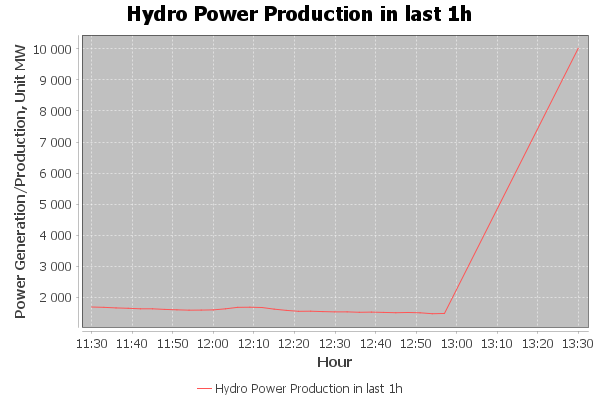 Hydro Power Production in last 1h
Power Generation/Production, Unit MW
10 000
9 000
8 000
7 000
6 000
5 000
4 000
3 000
2 000
11:30 11:40 11:50 12:00 12:10 12:20 12:30 12:40 12:50 13:00 13:10 13:20 13:30
Hour
Hydro Power Production in last 1h